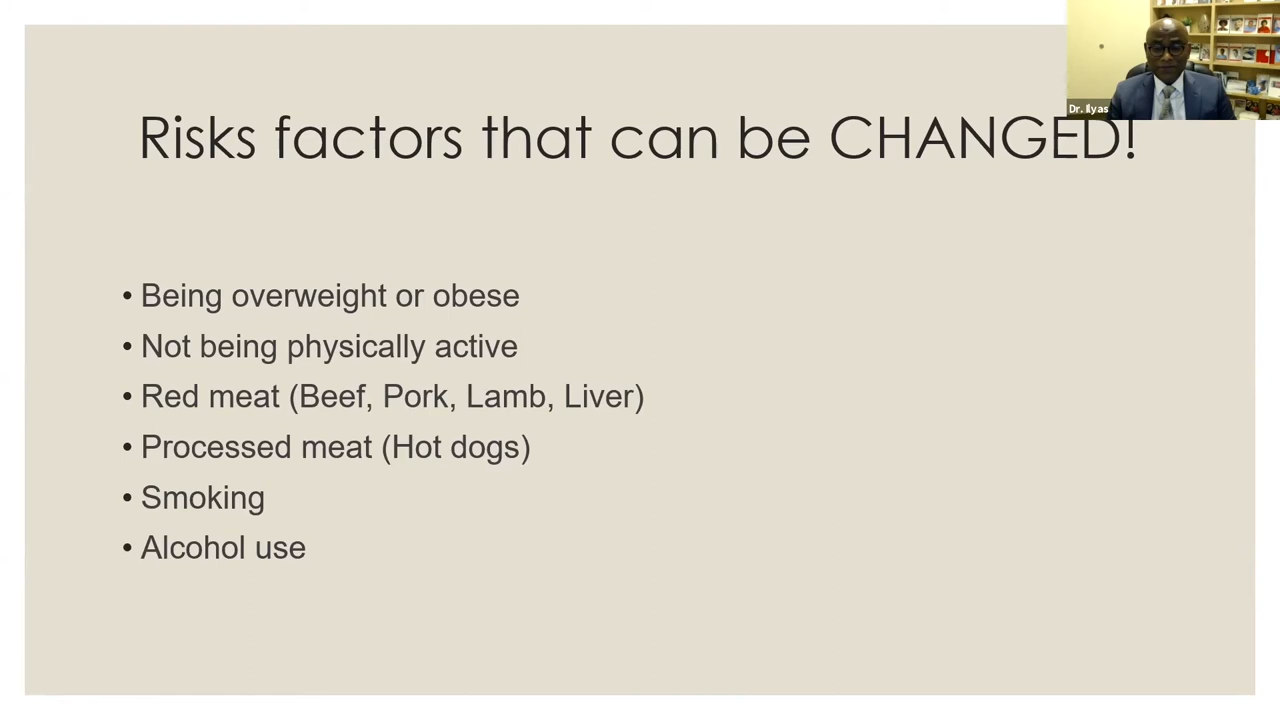 Dr. Ilyas
Risks factors that can be CHANGED!
• Being overweight or obese
• Not being physically active
• Red meat (Beef, Pork, Lamb, Liver)
• Processed meat (Hot dogs)
• Smoking
• Alcohol use